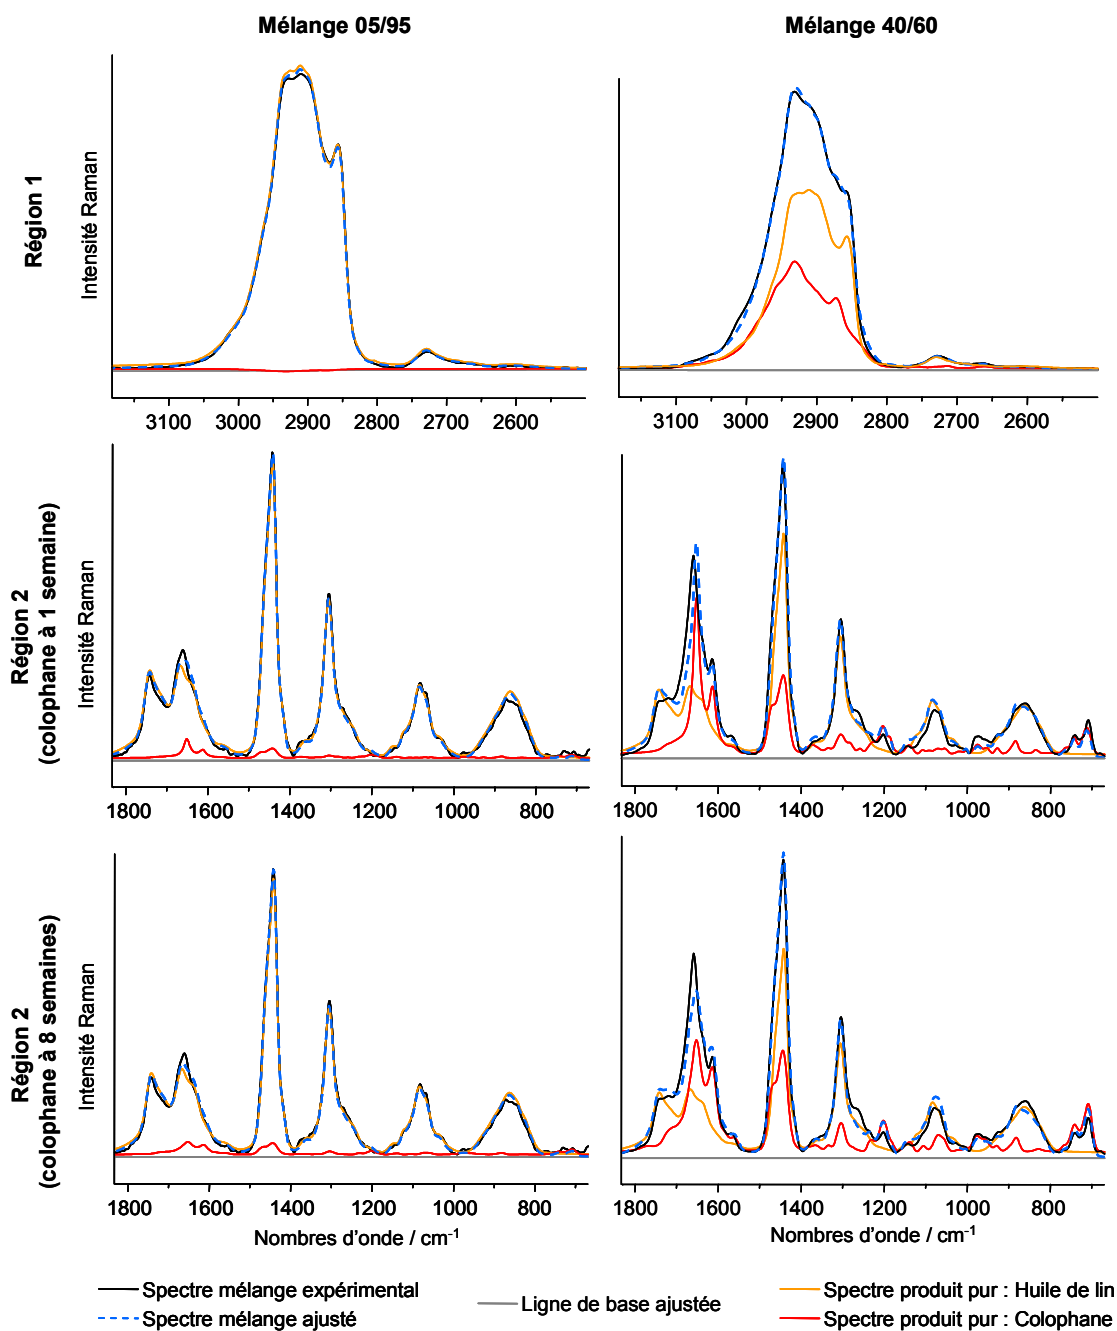 Mélange 05/95
Mélange 40/60
Région 1
Intensité Raman
3100 3000 2900 2800 2700 2600
3100 3000 2900 2800 2700 2600
Région 2
(colophane à 1 semaine)
Intensité Raman
1800 1600 1400 1200 1000 800
1800 1600 1400 1200 1000 800
Région 2
(colophane à 8 semaines)
Intensité Raman
1800 1600 1400 1200 1000 800
1800 1600 1400 1200 1000 800
Nombres d'onde / cm⁻¹
Nombres d'onde / cm⁻¹
Spectre mélange expérimental
Spectre mélange ajusté
Ligne de base ajustée
Spectre produit pur : Huile de lin
Spectre produit pur : Colophane